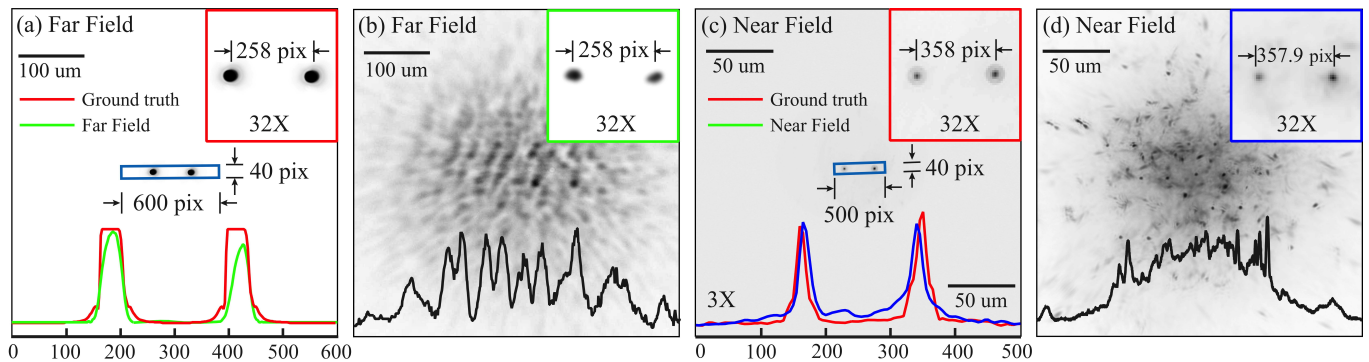 (a) Far Field
258 pix
100 um
Ground truth
Far Field
32X
40 pix
600 pix
0 100 200 300 400 500 600
(b) Far Field
258 pix
100 um
32X
(c) Near Field
358 pix
50 um
Ground truth
Near Field
32X
40 pix
500 pix
3X
50 um
0 100 200 300 400 500
(d) Near Field
357.9 pix
50 um
32X